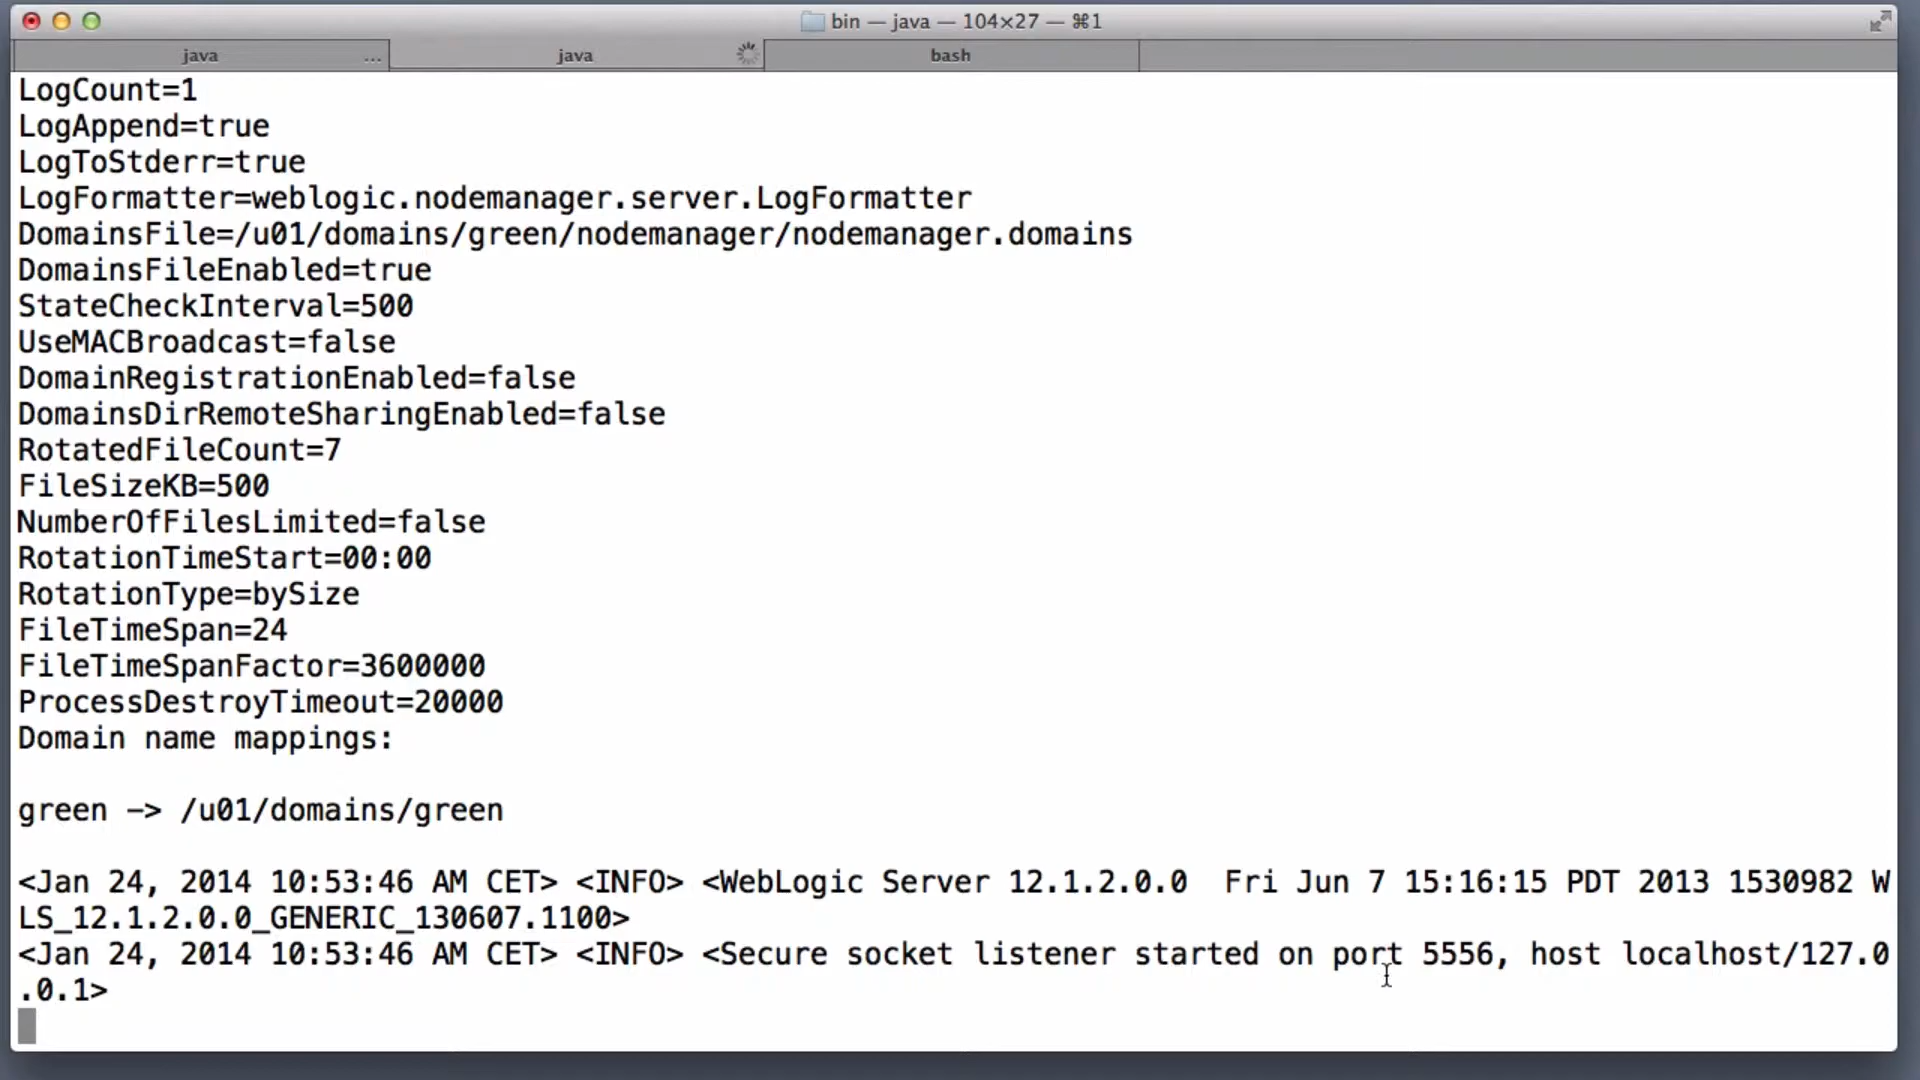 bin — java — 104×27 — ⌘1
java ... java bash
LogCount=1
LogAppend=true
LogToStderr=true
LogFormatter=weblogic.nodemanager.server.LogFormatter
DomainsFile=/u01/domains/green/nodemanager/nodemanager.domains
DomainsFileEnabled=true
StateCheckInterval=500
UseMACBroadcast=false
DomainRegistrationEnabled=false
DomainsDirRemoteSharingEnabled=false
RotatedFileCount=7
FileSizeKB=500
NumberOfFilesLimited=false
RotationTimeStart=00:00
RotationType=bySize
FileTimeSpan=24
FileTimeSpanFactor=3600000
ProcessDestroyTimeout=20000
Domain name mappings:
green -> /u01/domains/green
<Jan 24, 2014 10:53:46 AM CET> <INFO> <WebLogic Server 12.1.2.0.0  Fri Jun 7 15:16:15 PDT 2013 1530982 W
LS_12.1.2.0.0_GENERIC_130607.1100>
<Jan 24, 2014 10:53:46 AM CET> <INFO> <Secure socket listener started on port 5556, host localhost/127.0
.0.1>